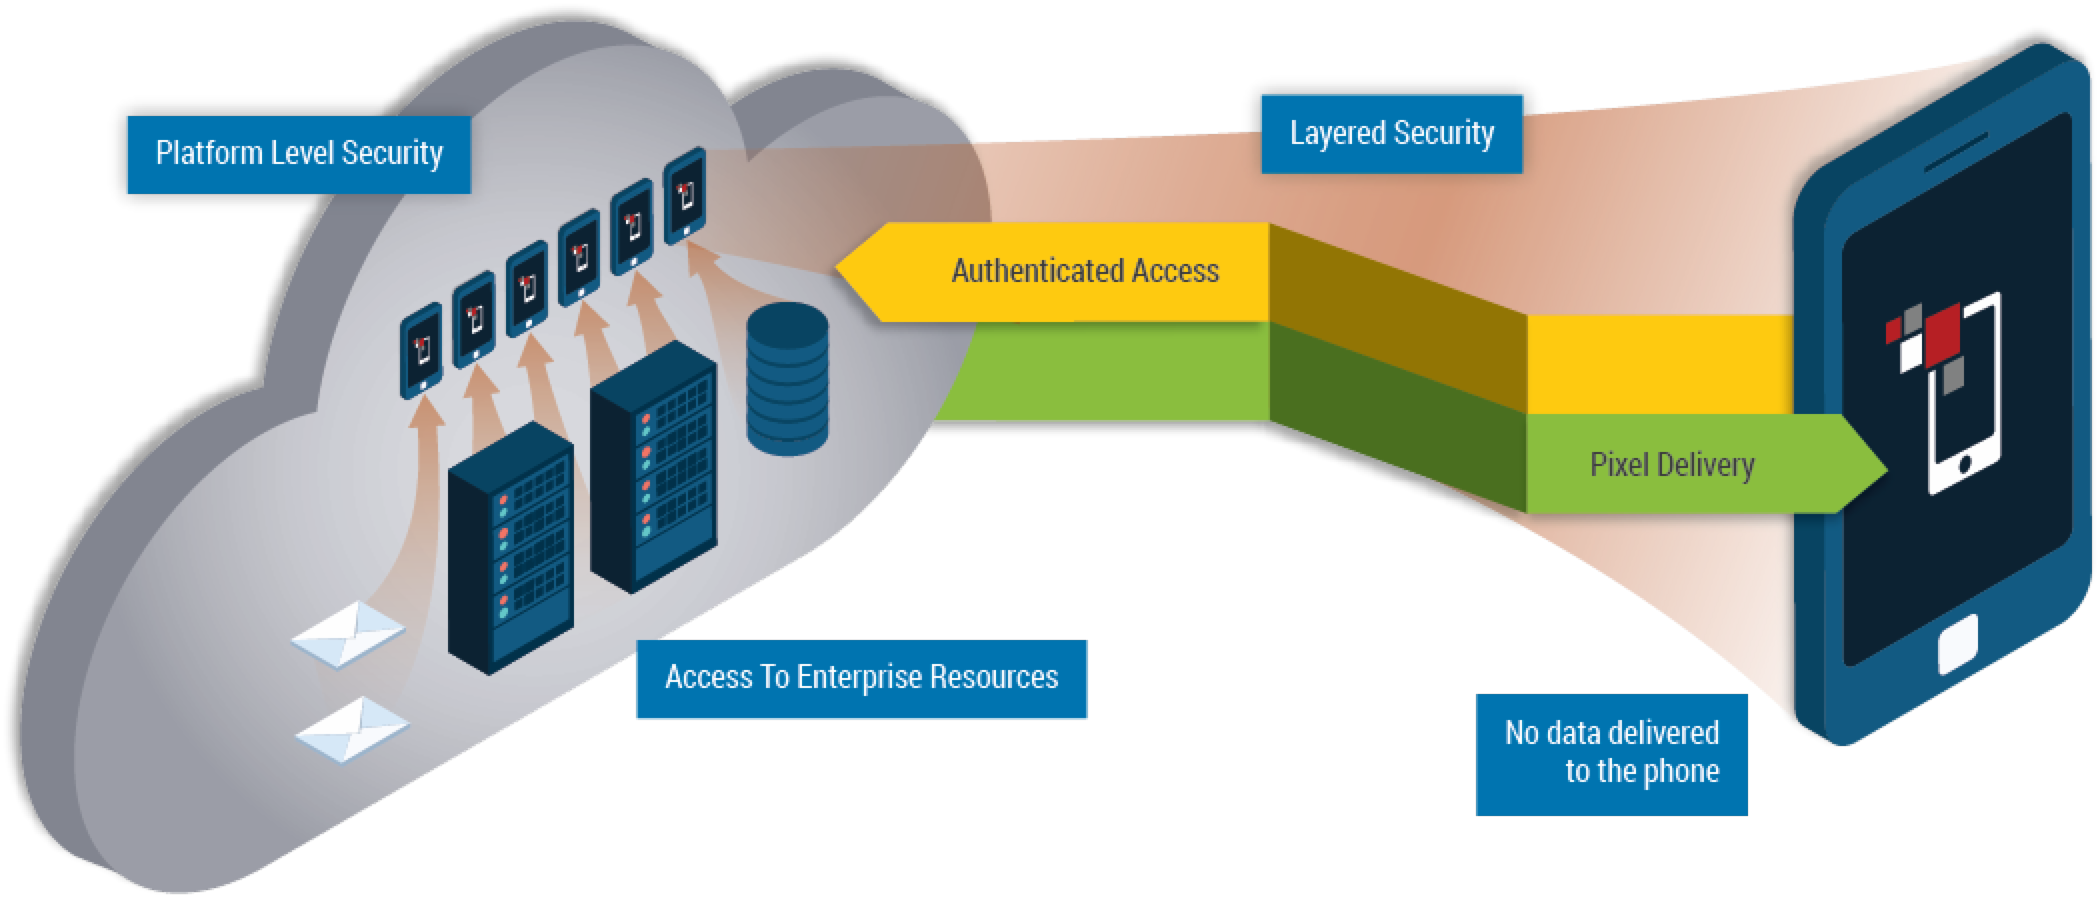 Platform Level Security
Layered Security
Authenticated Access
Pixel Delivery
Access To Enterprise Resources
No data delivered
to the phone